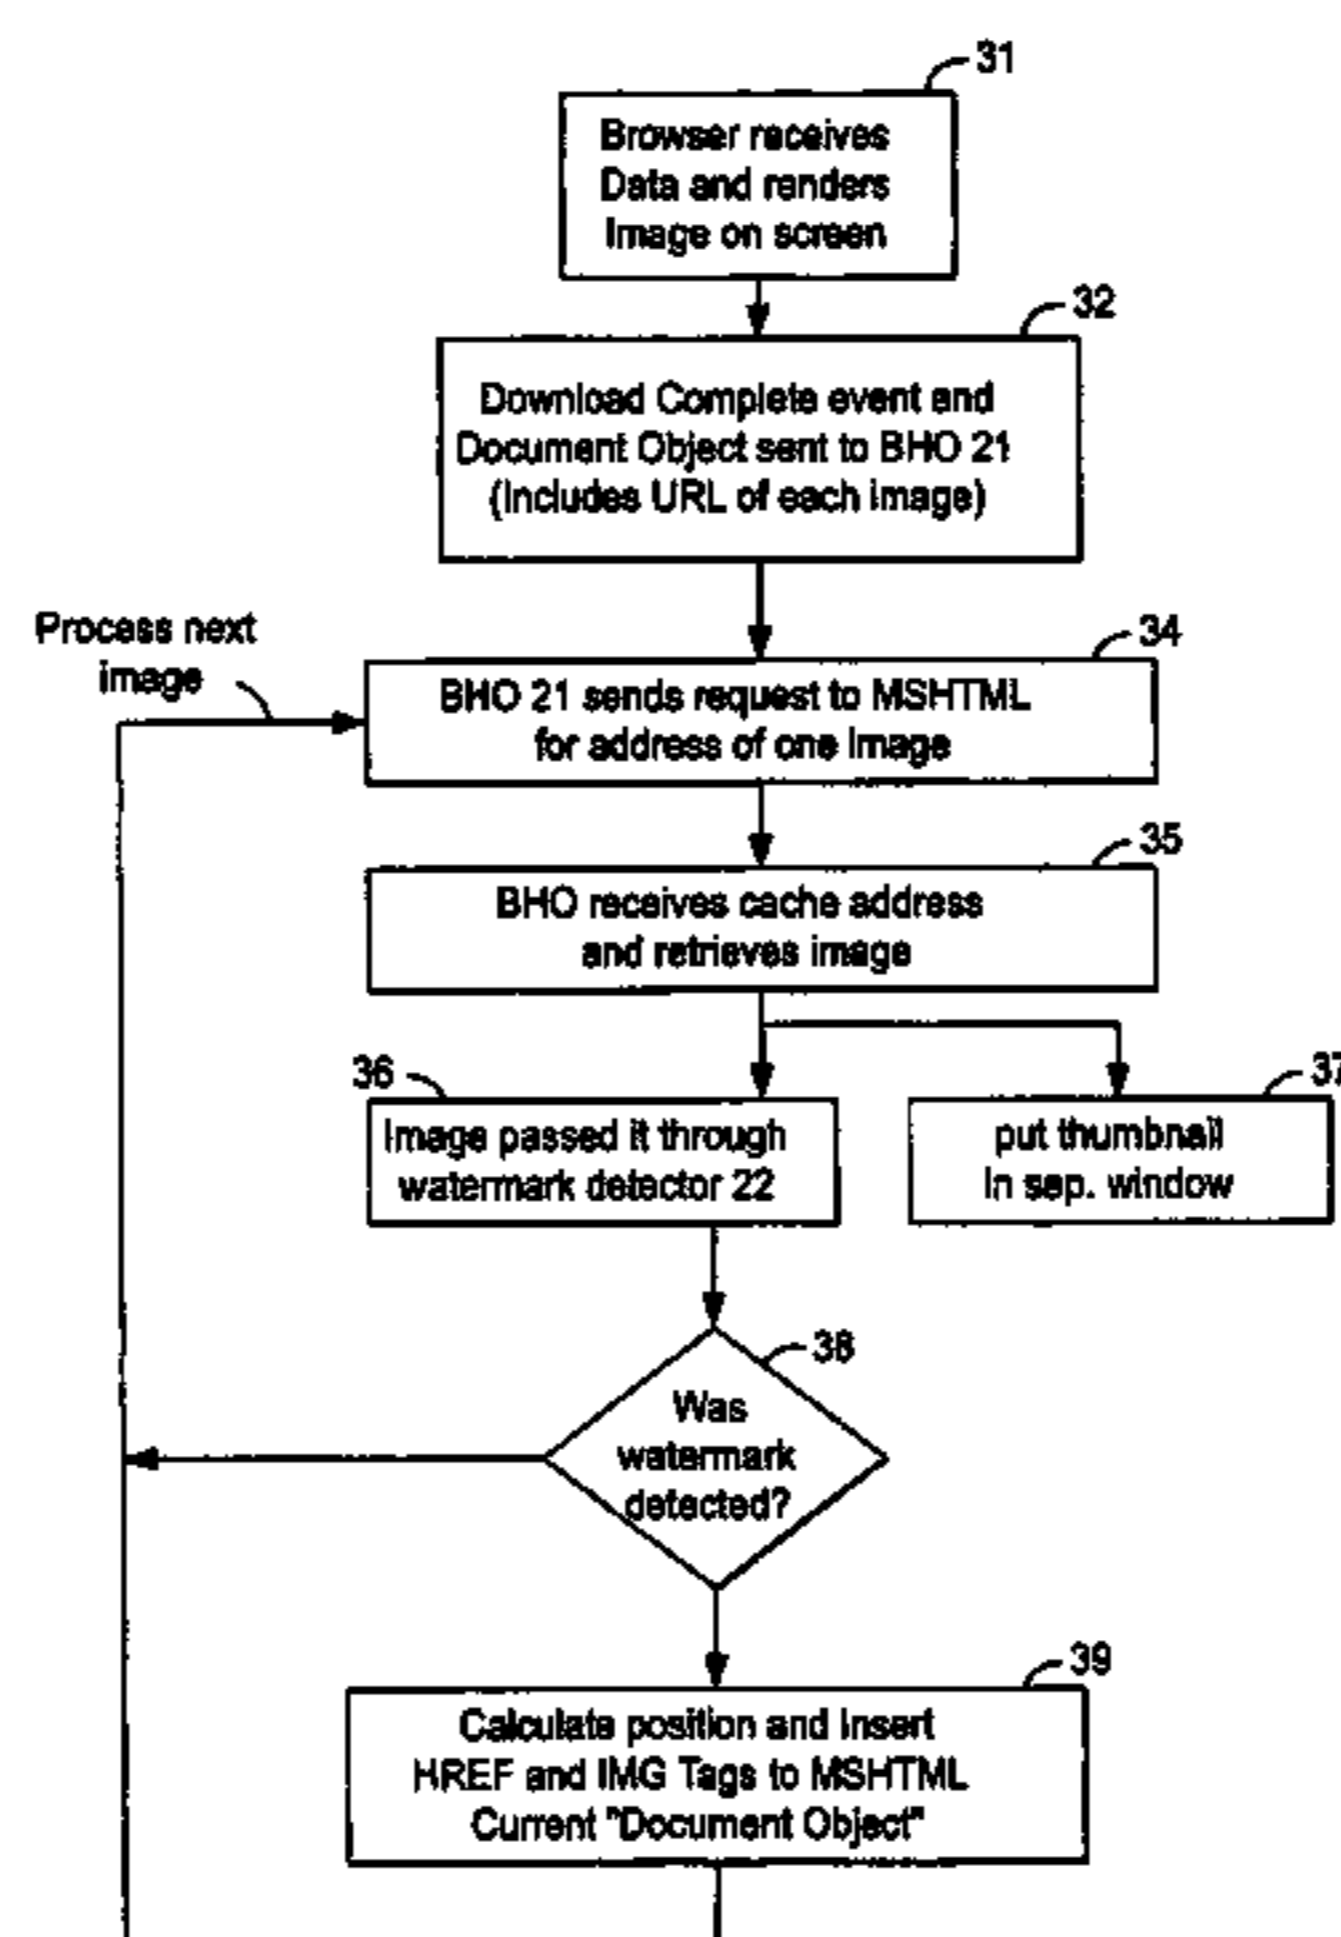 31
Browser receives
Data and renders
Image on screen
32
Download Complete event and
Document Object sent to BHO 21
(Includes URL of each image)
Process next
image
34
BHO 21 sends request to MSHTML
for address of one image
35
BHO receives cache address
and retrieves image
36
Image passed it through
watermark detector 22
37
put thumbnail
in sep. window
38
Was
watermark
detected?
39
Calculate position and Insert
HREF and IMG Tags to MSHTML
Current "Document Object"